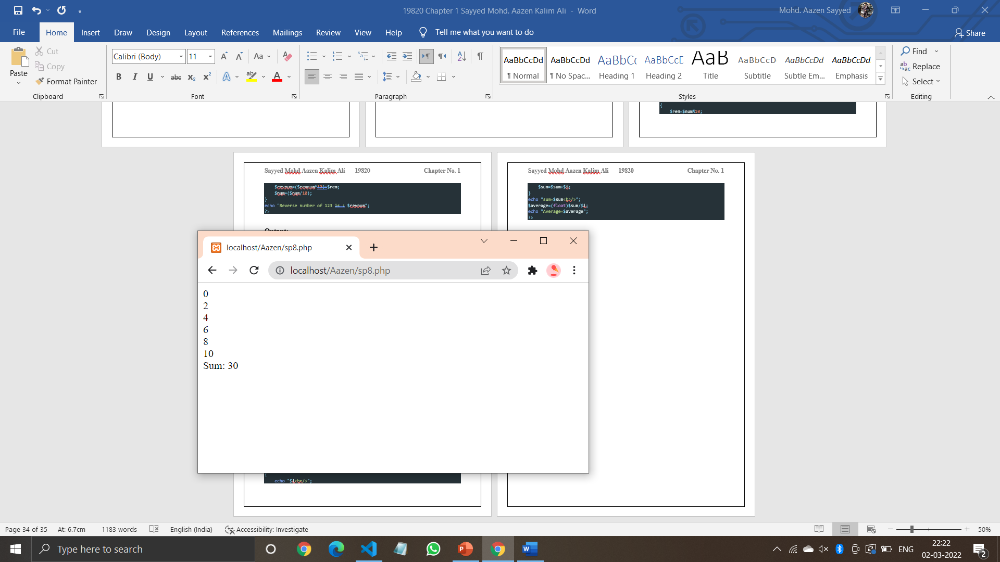 19820 Chapter 1 Sayyed Mohd. Aazen Kalim Ali - Word
Mohd. Aazen Sayyed
File Home Insert Draw Design Layout References Mailings Review View Help Tell me what you want to do
Share
Paste
Cut
Copy
Format Painter
Clipboard
Calibri (Body) 11
Font
Paragraph
AaBbCcDd AaBbCcDd AaBbCc AaBbCcD AaB AaBbCcD AaBbCcDd AaBbCcDd
¶ Normal ¶ No Spac... Heading 1 Heading 2 Title Subtitle Subtle Em... Emphasis
Styles
Find
Replace
Select
Editing
{
$rem=$num%10;
Sayyed Mohd Aazen Kalim Ali 19820 Chapter No. 1
$revnum=($revnum*10)+$rem;
$num=($num/10);
}
echo "Reverse number of 123 is : $revnum";
?>
Output:
Sayyed Mohd Aazen Kalim Ali 19820 Chapter No. 1
$sum=$sum+$i;
}
echo "sum=$sum<br/>";
$average=(float)$sum/$i;
echo "Average=$average";
?>
localhost/Aazen/sp8.php
localhost/Aazen/sp8.php
0
2
4
6
8
10
Sum: 30
{
echo "$i<br/>";
Page 34 of 35 At: 6.7cm 1183 words English (India) Accessibility: Investigate
50%
Type here to search
ENG
22:22
02-03-2022
2